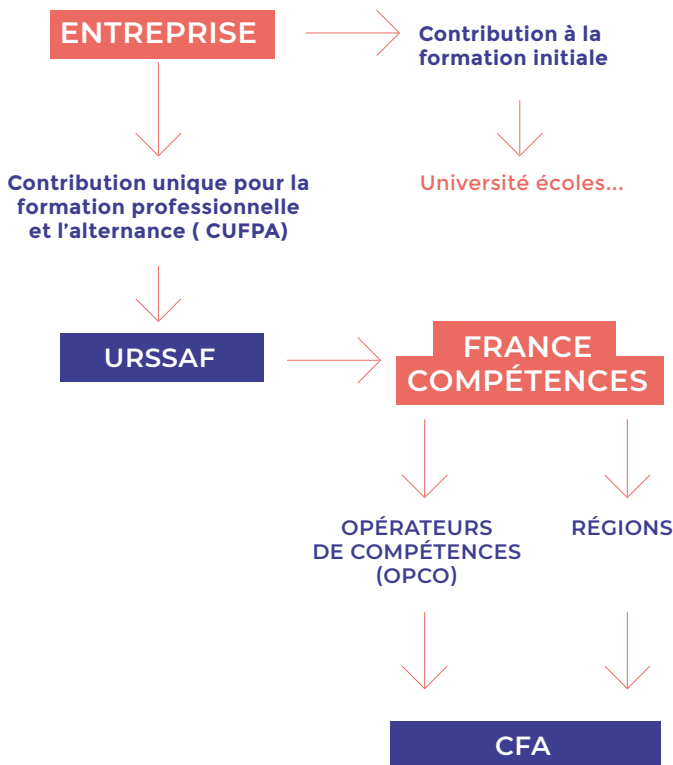 ENTREPRISE
Contribution à la
formation initiale
Contribution unique pour la
formation professionnelle
et l'alternance ( CUFPA)
Université écoles...
URSSAF
FRANCE
COMPÉTENCES
OPÉRATEURS
DE COMPÉTENCES
(OPCO)
RÉGIONS
CFA